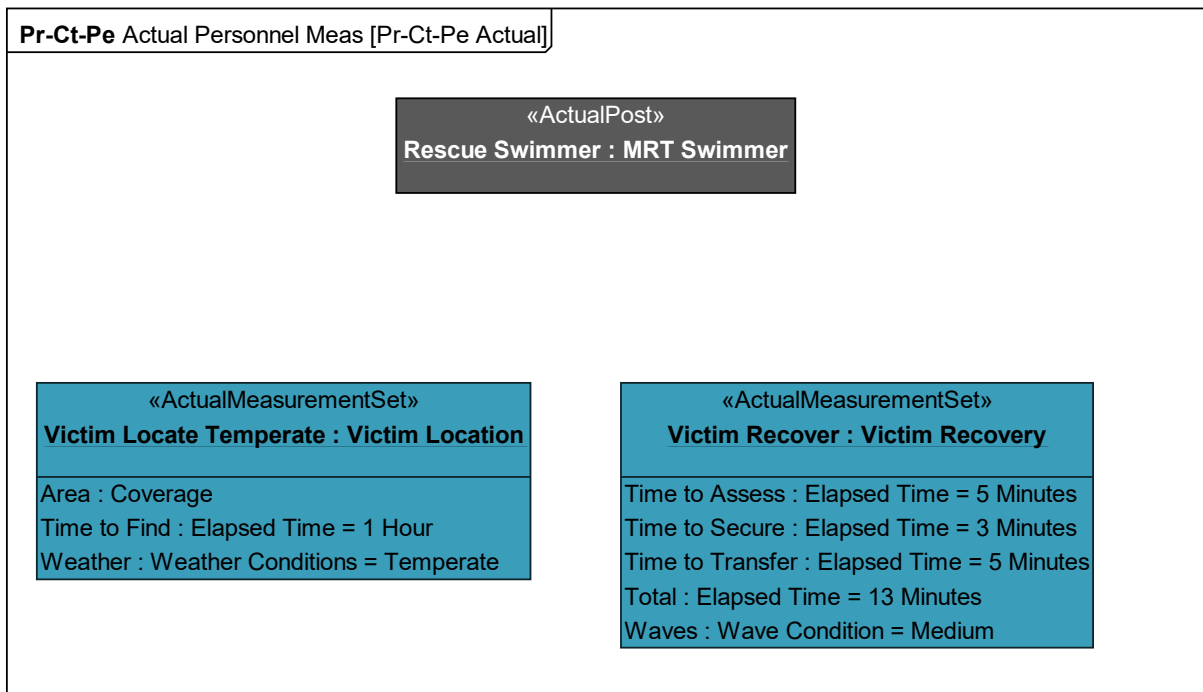 Pr-Ct-Pe Actual Personnel Meas [Pr-Ct-Pe Actual]
«ActualPost»
Rescue Swimmer : MRT Swimmer
«ActualMeasurementSet»
Victim Locate Temperate : Victim Location
Area : Coverage
Time to Find : Elapsed Time = 1 Hour
Weather : Weather Conditions = Temperate
«ActualMeasurementSet»
Victim Recover : Victim Recovery
Time to Assess : Elapsed Time = 5 Minutes
Time to Secure : Elapsed Time = 3 Minutes
Time to Transfer : Elapsed Time = 5 Minutes
Total : Elapsed Time = 13 Minutes
Waves : Wave Condition = Medium